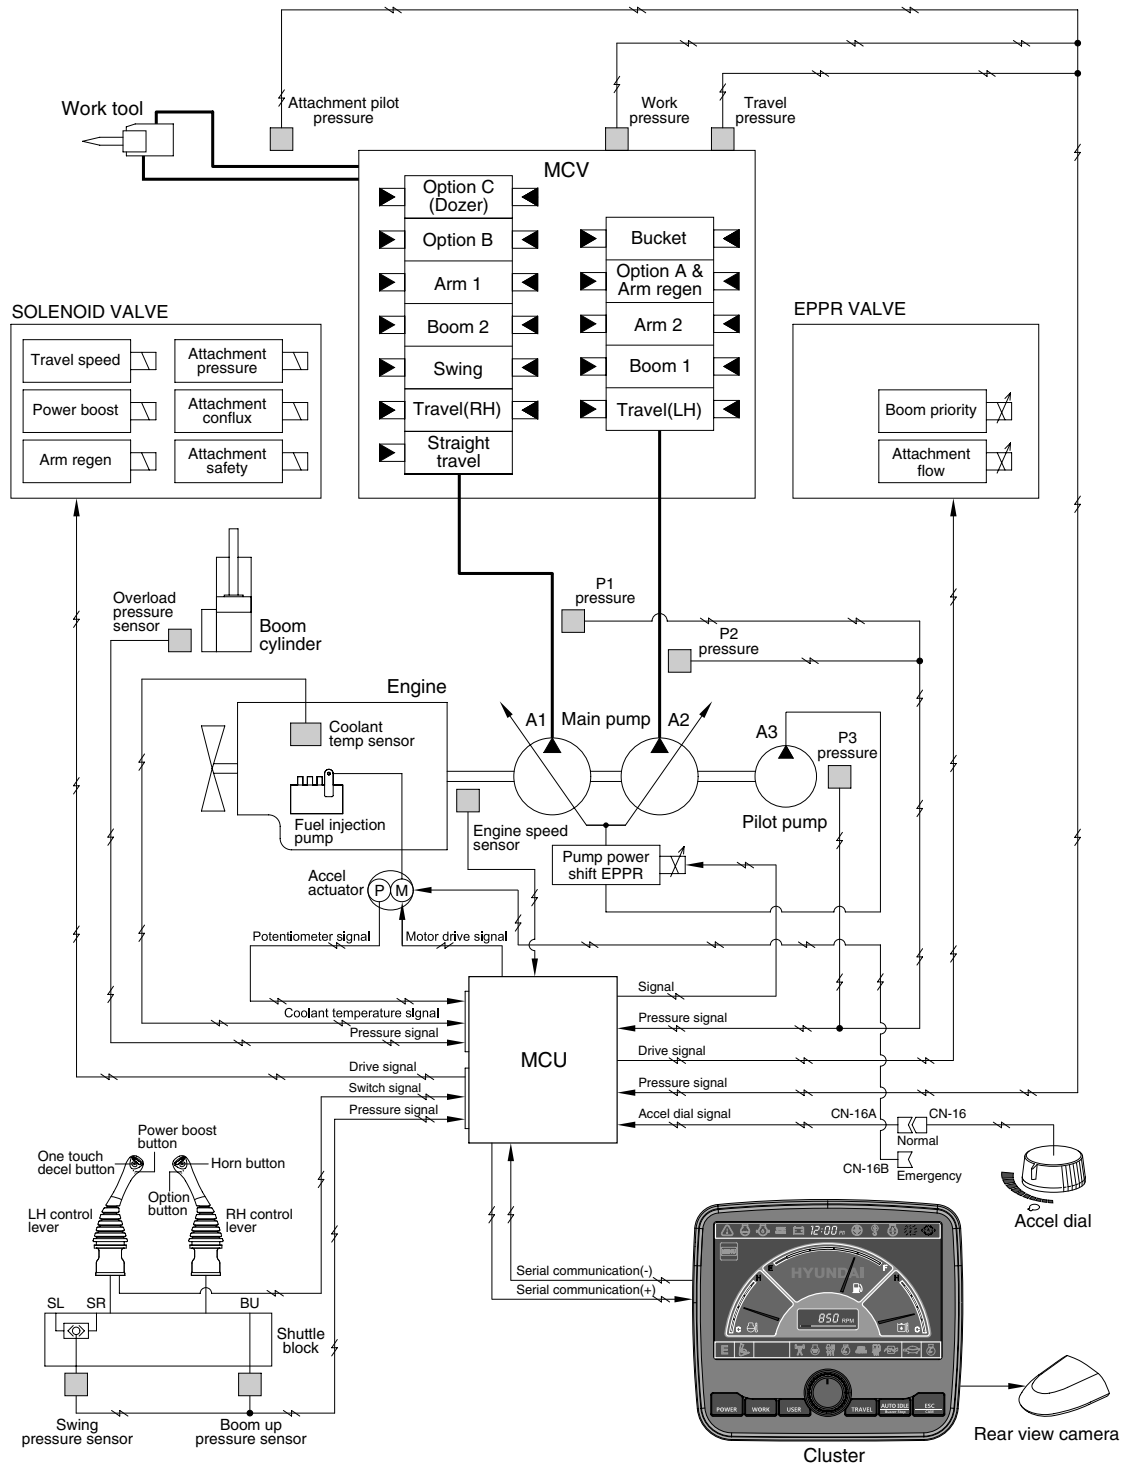 Attachment pilot
pressure
Work
pressure
Travel
pressure
Work tool
MCV
Option C
(Dozer)
Option B
Arm 1
Boom 2
Swing
Travel(RH)
Straight
travel
Bucket
Option A &
Arm regen
Arm 2
Boom 1
Travel(LH)
SOLENOID VALVE
Travel speed
Attachment
pressure
Power boost
Attachment
conflux
Arm regen
Attachment
safety
EPPR VALVE
Boom priority
Attachment
flow
Overload
pressure
sensor
Boom
cylinder
P1
pressure
P2
pressure
Engine
Coolant
temp sensor
Fuel injection
pump
A1
Main pump
A2
A3
P3
pressure
Pilot pump
Engine speed
sensor
Pump power
shift EPPR
Accel
actuator
P
M
Potentiometer signal
Motor drive signal
Coolant temperature signal
Pressure signal
Drive signal
Switch signal
Pressure signal
MCU
Signal
Pressure signal
Drive signal
Pressure signal
Accel dial signal
CN-16A
CN-16
Normal
CN-16B
Emergency
Accel dial
Power boost
button
One touch
decel button
Horn button
Option
button
LH control
lever
RH control
lever
SL
SR
BU
Shuttle
block
Swing
pressure sensor
Boom up
pressure sensor
Serial communication(-)
Serial communication(+)
12:00
E
F
HYUNDAI
H
H
C
C
850 RPM
E
POWER
WORK
USER
TRAVEL
AUTO IDLE
ESC
Cluster
Rear view camera